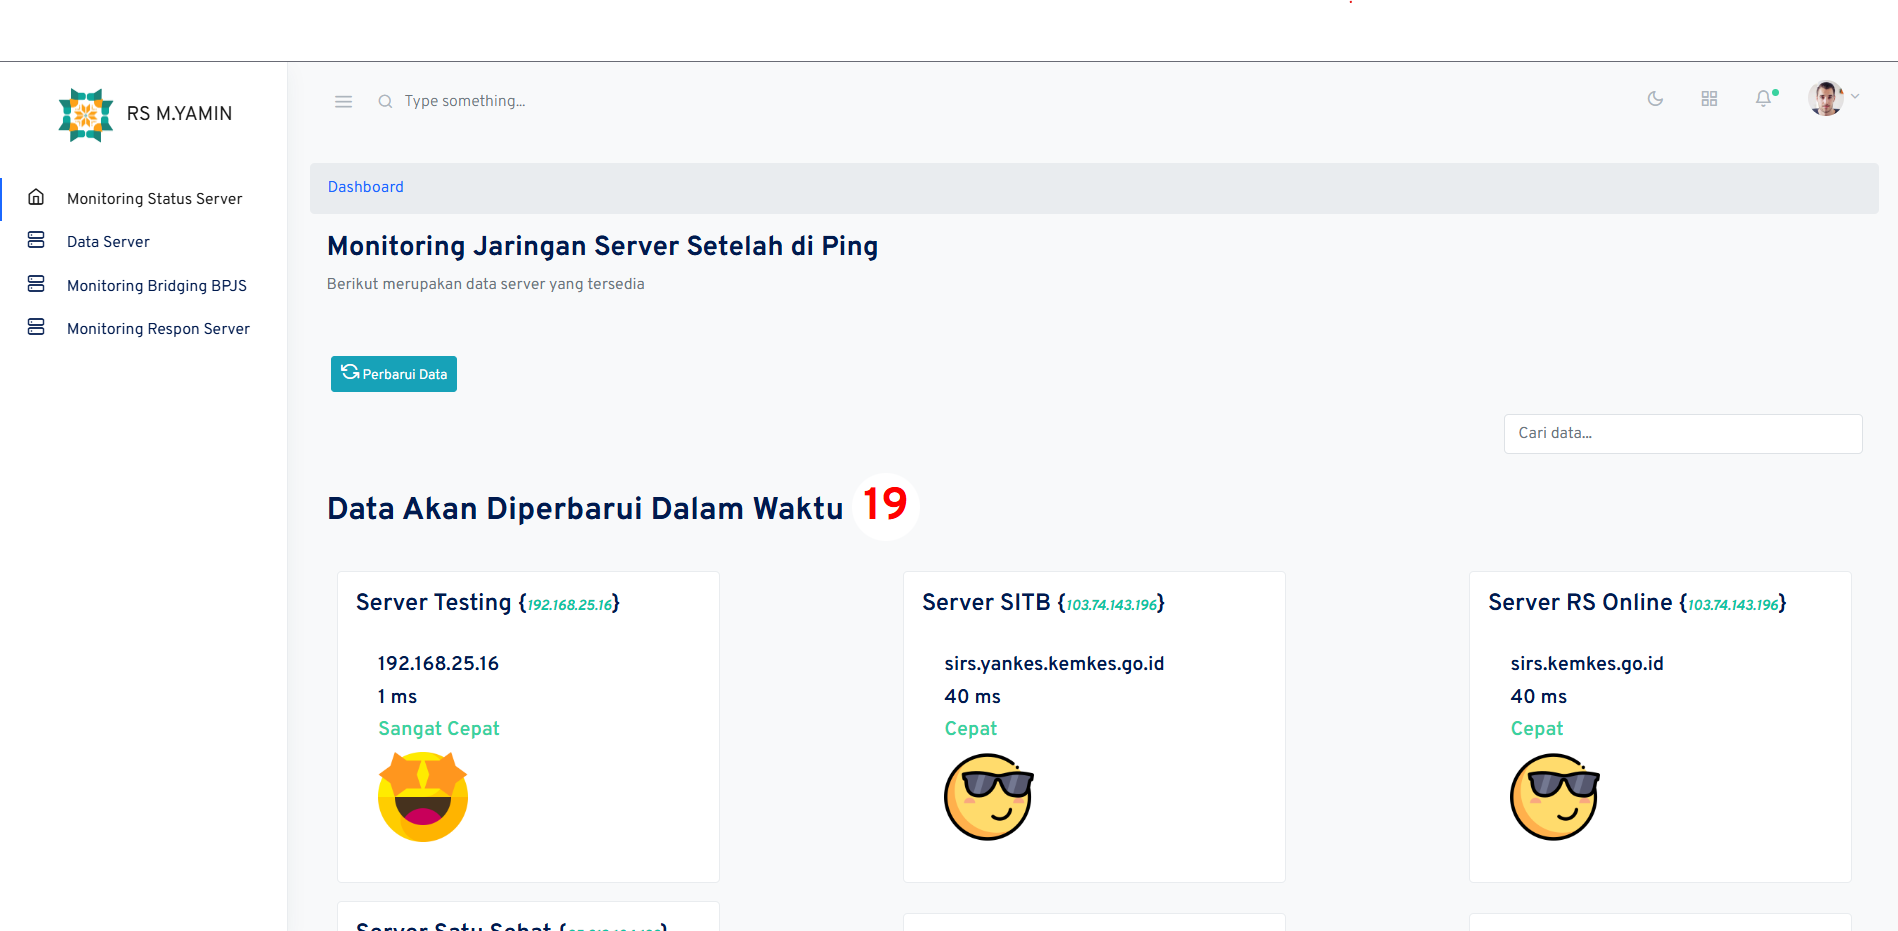 RS M.YAMIN
Type something...
Monitoring Status Server
Data Server
Monitoring Bridging BPJS
Monitoring Respon Server
Dashboard
Monitoring Jaringan Server Setelah di Ping
Berikut merupakan data server yang tersedia
Perbarui Data
Cari data...
Data Akan Diperbarui Dalam Waktu 19
Server Testing {192.168.25.16}
192.168.25.16
1 ms
Sangat Cepat
Server SITB {103.74.143.196}
sirs.yankes.kemkes.go.id
40 ms
Cepat
Server RS Online {103.74.143.196}
sirs.kemkes.go.id
40 ms
Cepat
Server Satu Sehat {